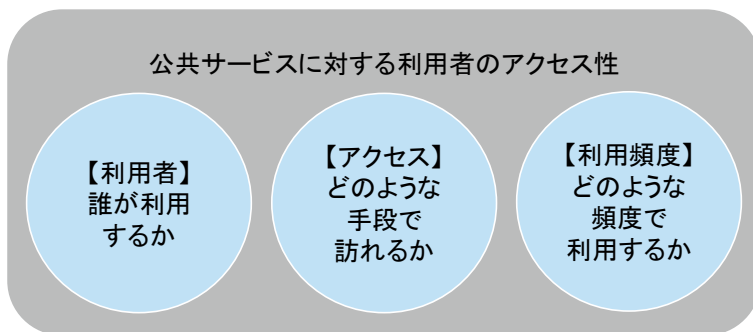 公共サービスに対する利用者のアクセス性
【利用者】
誰が利用
するか
【アクセス】
どのような
手段で
訪れるか
【利用頻度】
どのような
頻度で
利用するか